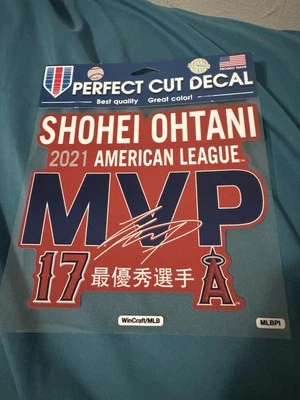 PERFECT CUT DECAL
Best quality Great color!
SHOHEI OHTANI
2021 AMERICAN LEAGUE™
MVP
17 最優秀選手 A
WinCraft/MLB
MLBPI